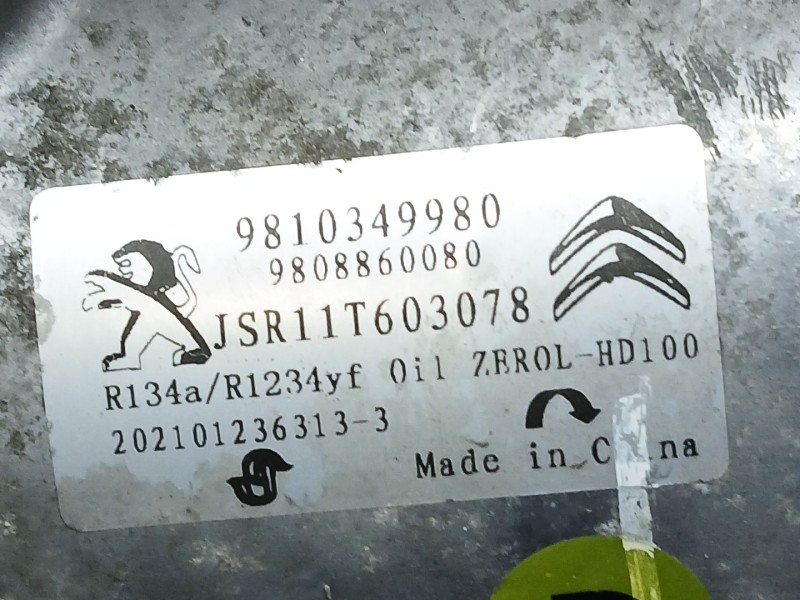 9810349980
9808860080
JSR11T603078
R134a/R1234yf Oil ZEROL-HD100
202101236313-3
Made in